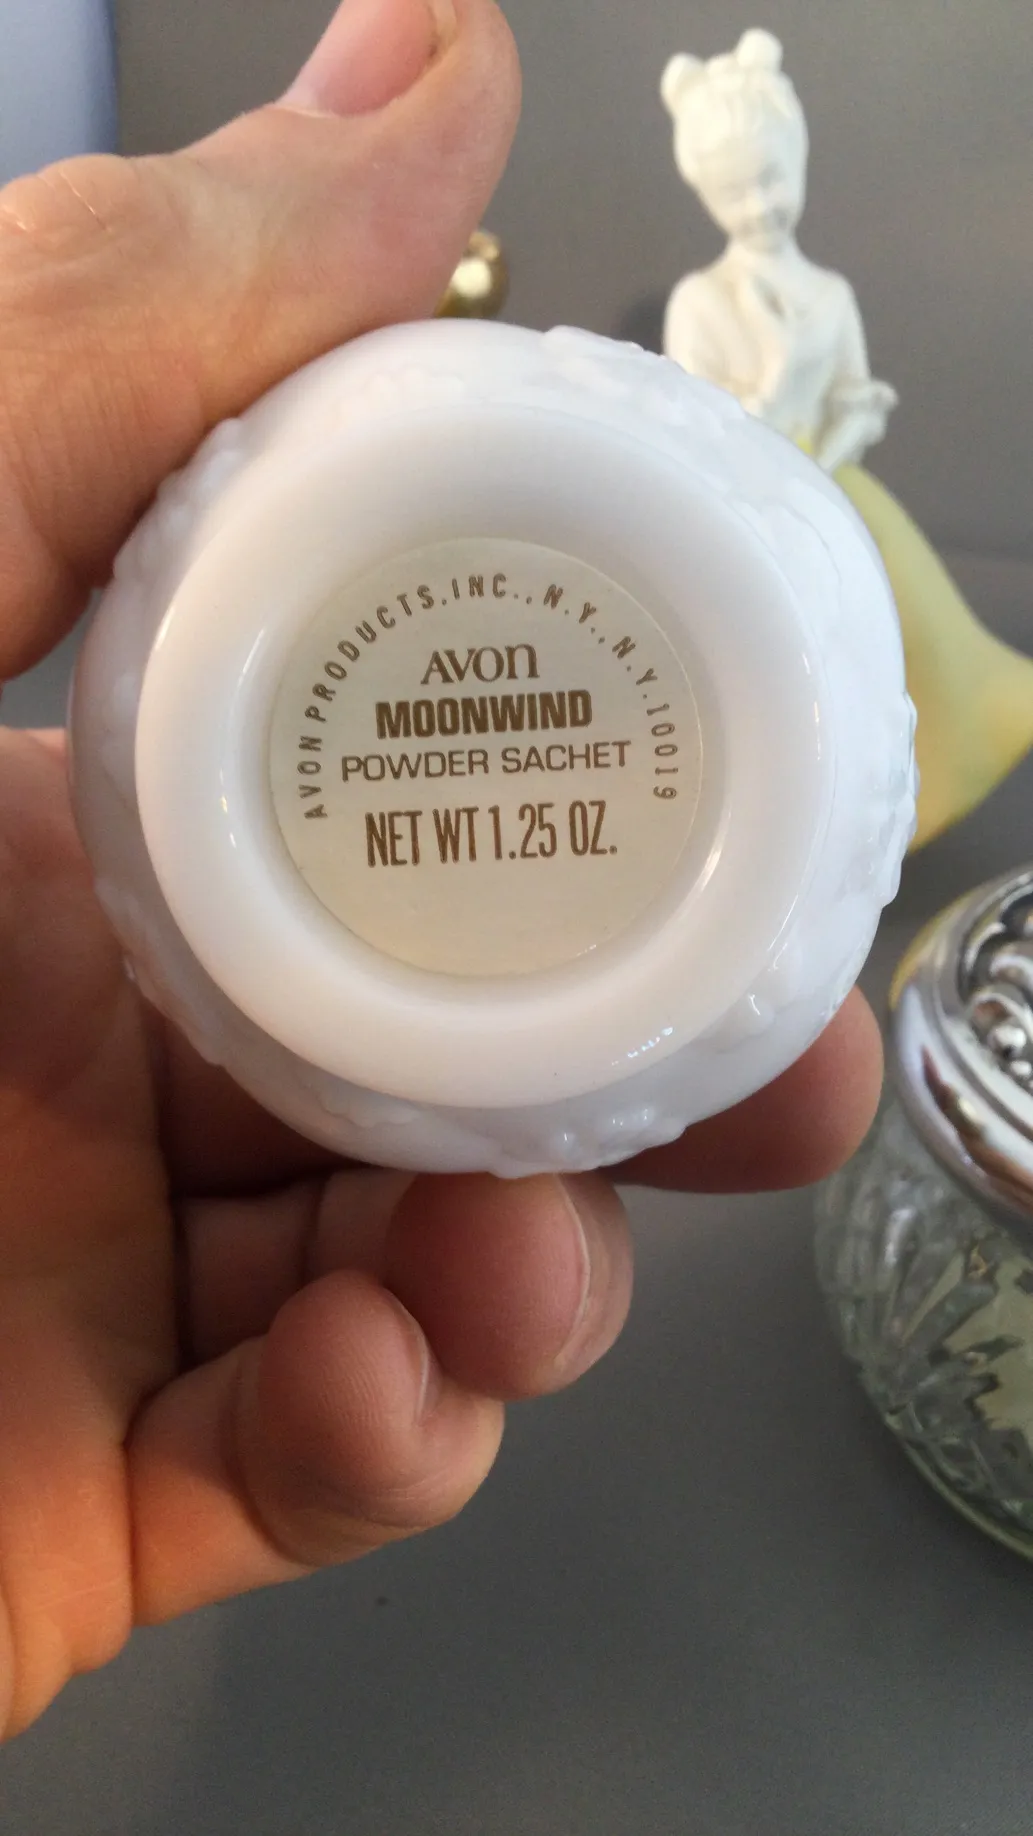 AVON PRODUCTS, INC., N.Y., N.Y. 10019
AVON
MOONWIND
POWDER SACHET
NET WT 1.25 OZ.